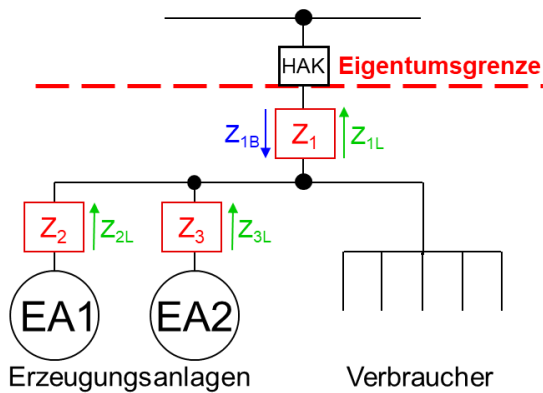 HAK Eigentumsgrenze
Z1B Z1 Z1L
Z2 Z2L Z3 Z3L
EA1 EA2
Erzeugungsanlagen Verbraucher